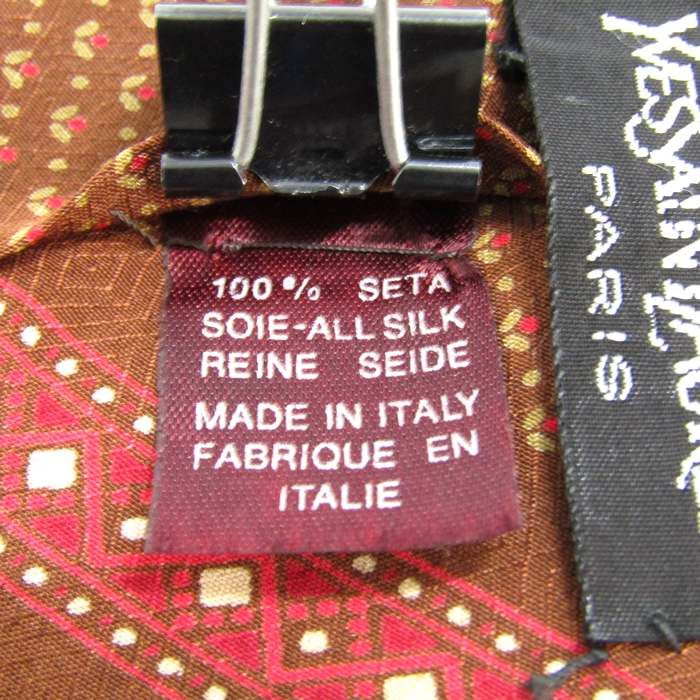 100 % SETA
SOIE-ALL SILK
REINE SEIDE
MADE IN ITALY
FABRIQUE EN
ITALIE
PARIS